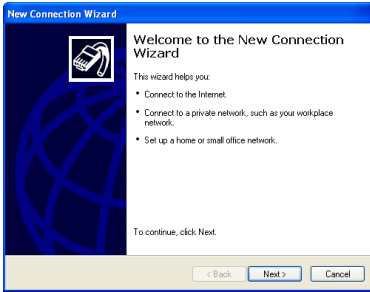 New Connection Wizard
Welcome to the New Connection
Wizard
This wizard helps you:
• Connect to the Internet.
• Connect to a private network, such as your workplace
network.
• Set up a home or small office network.
To continue, click Next.
< Back Next > Cancel